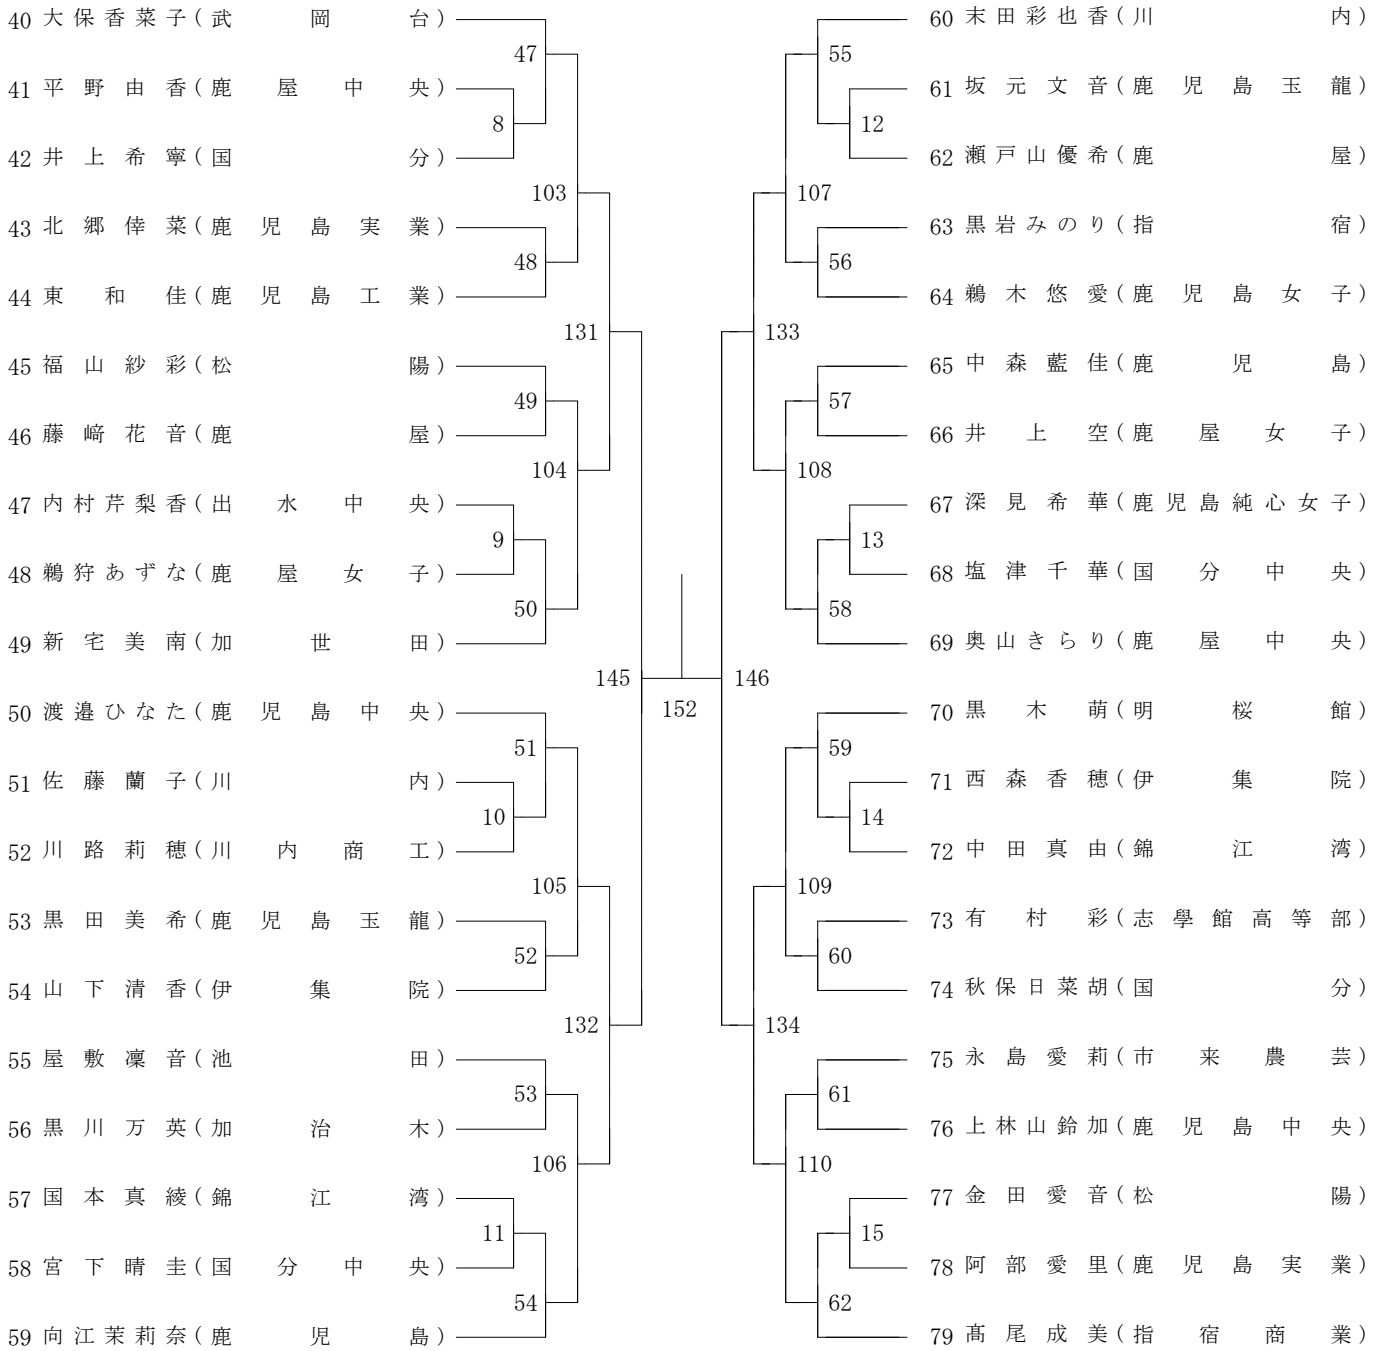 40 大保香菜子(武岡台)
47
41 平野由香(鹿屋中央)
8
42 井上希寧(国分)
103
43 北郷倖菜(鹿児島実業)
48
44 東和佳(鹿児島工業)
131
45 福山紗彩(松陽)
49
46 藤﨑花音(鹿屋)
104
47 内村芹梨香(出水中央)
9
48 鵜狩あずな(鹿屋女子)
50
49 新宅美南(加世田)
145
50 渡邉ひなた(鹿児島中央)
51
51 佐藤蘭子(川内)
10
52 川路莉穂(川内商工)
105
53 黒田美希(鹿児島玉龍)
52
54 山下清香(伊集院)
132
55 屋敷凜音(池田)
53
56 黒川万英(加治木)
106
57 国本真綾(錦江湾)
11
58 宮下晴圭(国分中央)
54
59 向江茉莉奈(鹿児島)
152
60 末田彩也香(川内)
55
61 坂元文音(鹿児島玉龍)
12
62 瀬戸山優希(鹿屋)
107
63 黒岩みのり(指宿)
56
64 鵜木悠愛(鹿児島女子)
133
65 中森藍佳(鹿児島)
57
66 井上空(鹿屋女子)
108
67 深見希華(鹿児島純心女子)
13
68 塩津千華(国分中央)
58
69 奥山きらり(鹿屋中央)
146
70 黒木萌(明桜館)
59
71 西森香穂(伊集院)
14
72 中田真由(錦江湾)
109
73 有村彩(志學館高等部)
60
74 秋保日菜胡(国分)
134
75 永島愛莉(市来農芸)
61
76 上林山鈴加(鹿児島中央)
110
77 金田愛音(松陽)
15
78 阿部愛里(鹿児島実業)
62
79 髙尾成美(指宿商業)